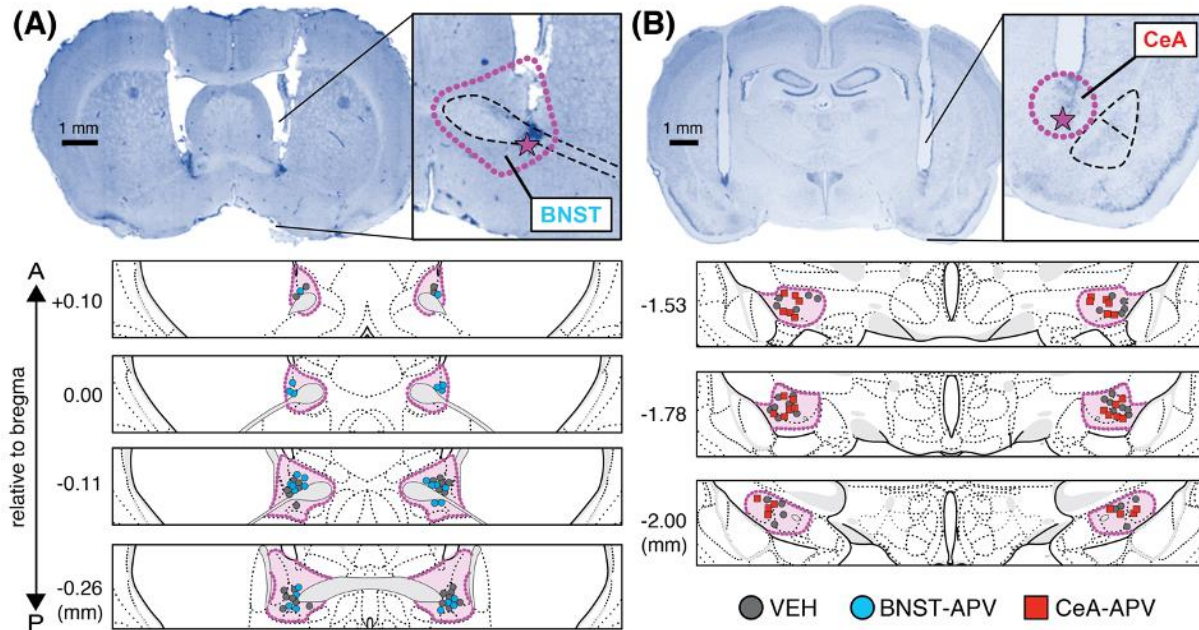 (A)
1 mm
BNST
A
relative to bregma
P
+0.10
0.00
-0.11
-0.26
(mm)
(B)
1 mm
CeA
-1.53
-1.78
-2.00
(mm)
VEH
BNST-APV
CeA-APV